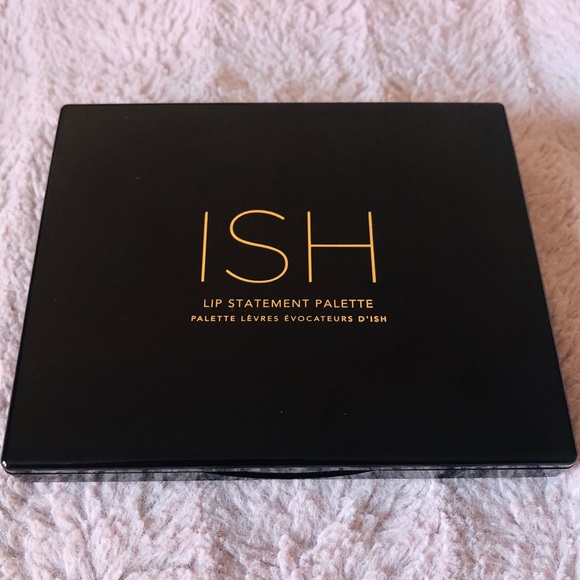 ISH
LIP STATEMENT PALETTE
PALETTE LÈVRES ÉVOCATEURS D'ISH